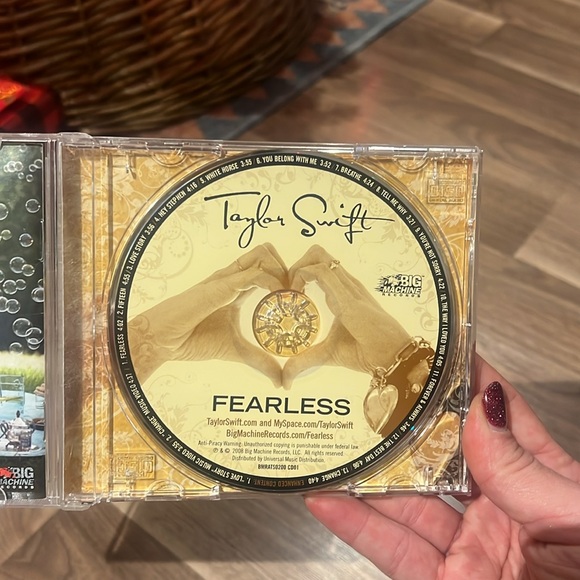 Taylor Swift
BIG
MACHINE
RECORDS
FEARLESS
TaylorSwift.com and MySpace.com/TaylorSwift
BigMachineRecords.com/Fearless
Anti-Piracy Warning: Unauthorized copying is punishable under federal law.
℗ & © 2008 Big Machine Records, LLC. All rights reserved
Distributed by Universal Music Distribution.
BMRATS0200 CD01
1. FEARLESS 4:02 / 2. FIFTEEN 4:55 / 3. LOVE STORY 3:56 / 4. HEY STEPHEN 4:16 / 5. WHITE HORSE 3:55 / 6. YOU BELONG WITH ME 3:52 / 7. BREATHE 4:24 / 8. TELL ME WHY 3:21 / 9. YOU'RE NOT SORRY 4:22 / 10. THE WAY I LOVED YOU 4:05 / 11. FOREVER & ALWAYS 3:46 / 12. THE BEST DAY 4:06 / 13. CHANGE 4:40
ENHANCED CONTENT: 1. "LOVE STORY" MUSIC VIDEO 3:56 / 2. "CHANGE" MUSIC VIDEO 4:37
BIG
MACHINE
RECORDS